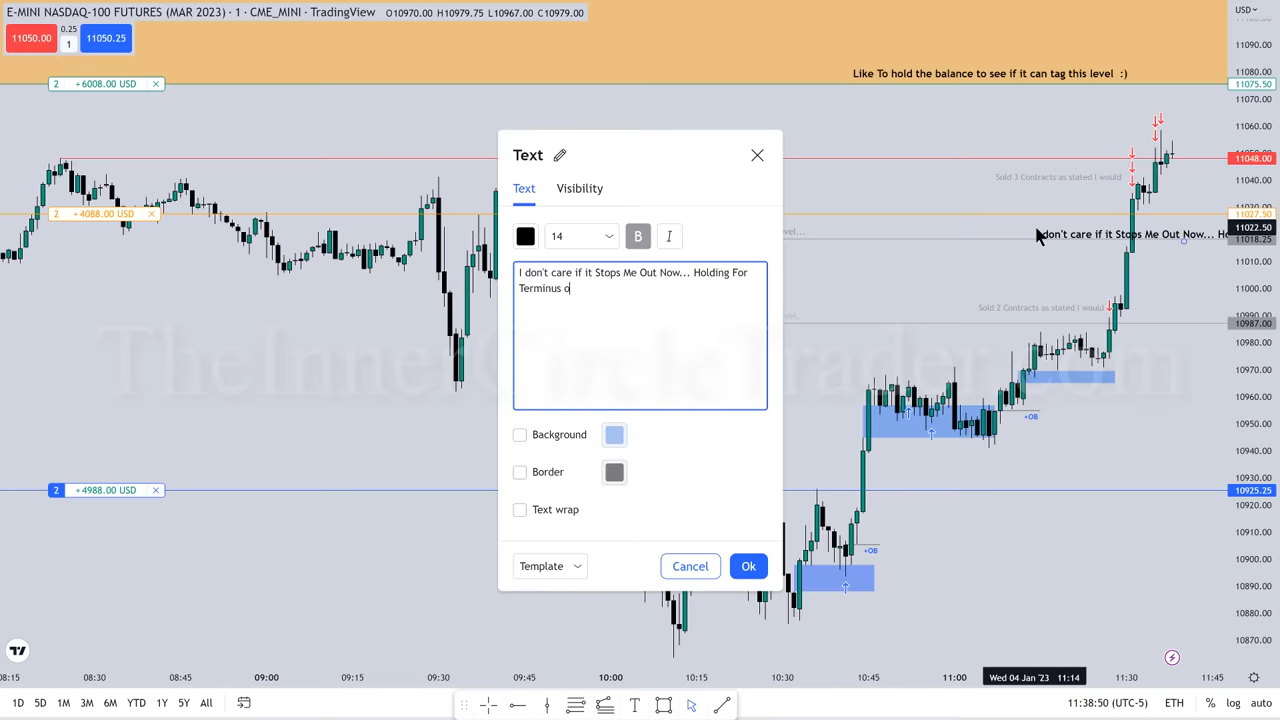 E-MINI NASDAQ-100 FUTURES (MAR 2023) · 1 · CME_MINI · TradingView O10970.00 H10979.75 L10967.00 C10979.00
USD
11050.00
0.25
1
11050.25
11090.00
Like To hold the balance to see if it can tag this level :)
11080.00
2 +6008.00 USD
11075.50
11070.00
11060.00
11048.00
Sold 3 Contracts as stated I would
11040.00
2 +4088.00 USD
11027.50
11022.50
don't care if it Stops Me Out Now... Ho
11018.25
11010.00
11000.00
Sold 2 Contracts as stated I would
10990.00
10987.00
10970.00
10960.00
+OB
10950.00
10940.00
10930.00
2 +4988.00 USD
10925.25
10910.00
+OB
10900.00
10890.00
10880.00
10870.00
Text
Text Visibility
14 B I
I don't care if it Stops Me Out Now... Holding For
Terminus o
Background
Border
Text wrap
Template Cancel Ok
TheInnerCircleTrader.com
08:15 08:30 08:45 09:00 09:15 09:30 09:45 10:00 10:15 10:30 10:45 11:00 Wed 04 Jan '23 11:14 11:30 11:45
1D 5D 1M 3M 6M YTD 1Y 5Y All
11:38:50 (UTC-5) ETH % log auto